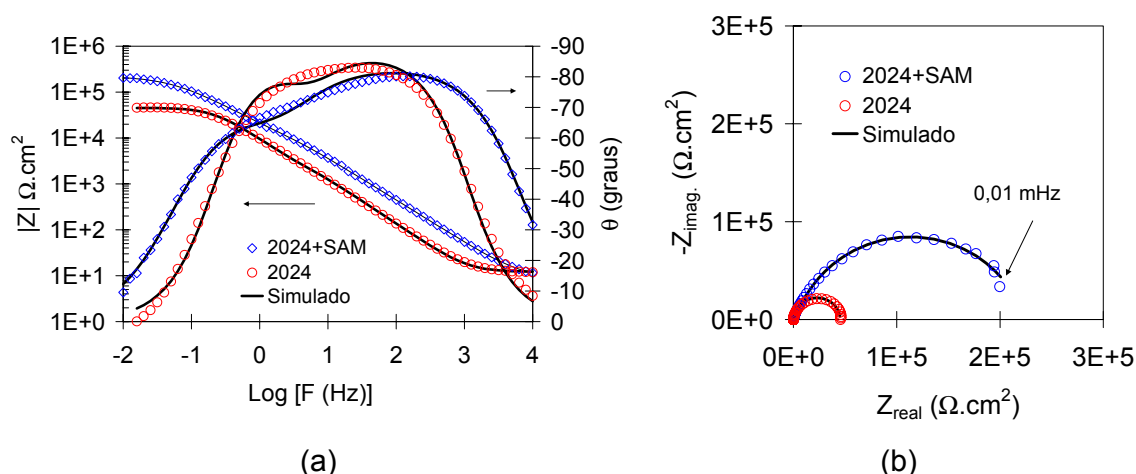 1E+6
1E+5
1E+4
1E+3
1E+2
1E+1
1E+0
|Z| Ω.cm²
-90
-80
-70
-60
-50
-40
-30
-20
-10
0
θ (graus)
2024+SAM
2024
Simulado
-2 -1 0 1 2 3 4
Log [F (Hz)]
(a)
3E+5
2E+5
1E+5
0E+0
-Z imag. (Ω.cm²)
2024+SAM
2024
Simulado
0,01 mHz
0E+0 1E+5 2E+5 3E+5
Z real (Ω.cm²)
(b)